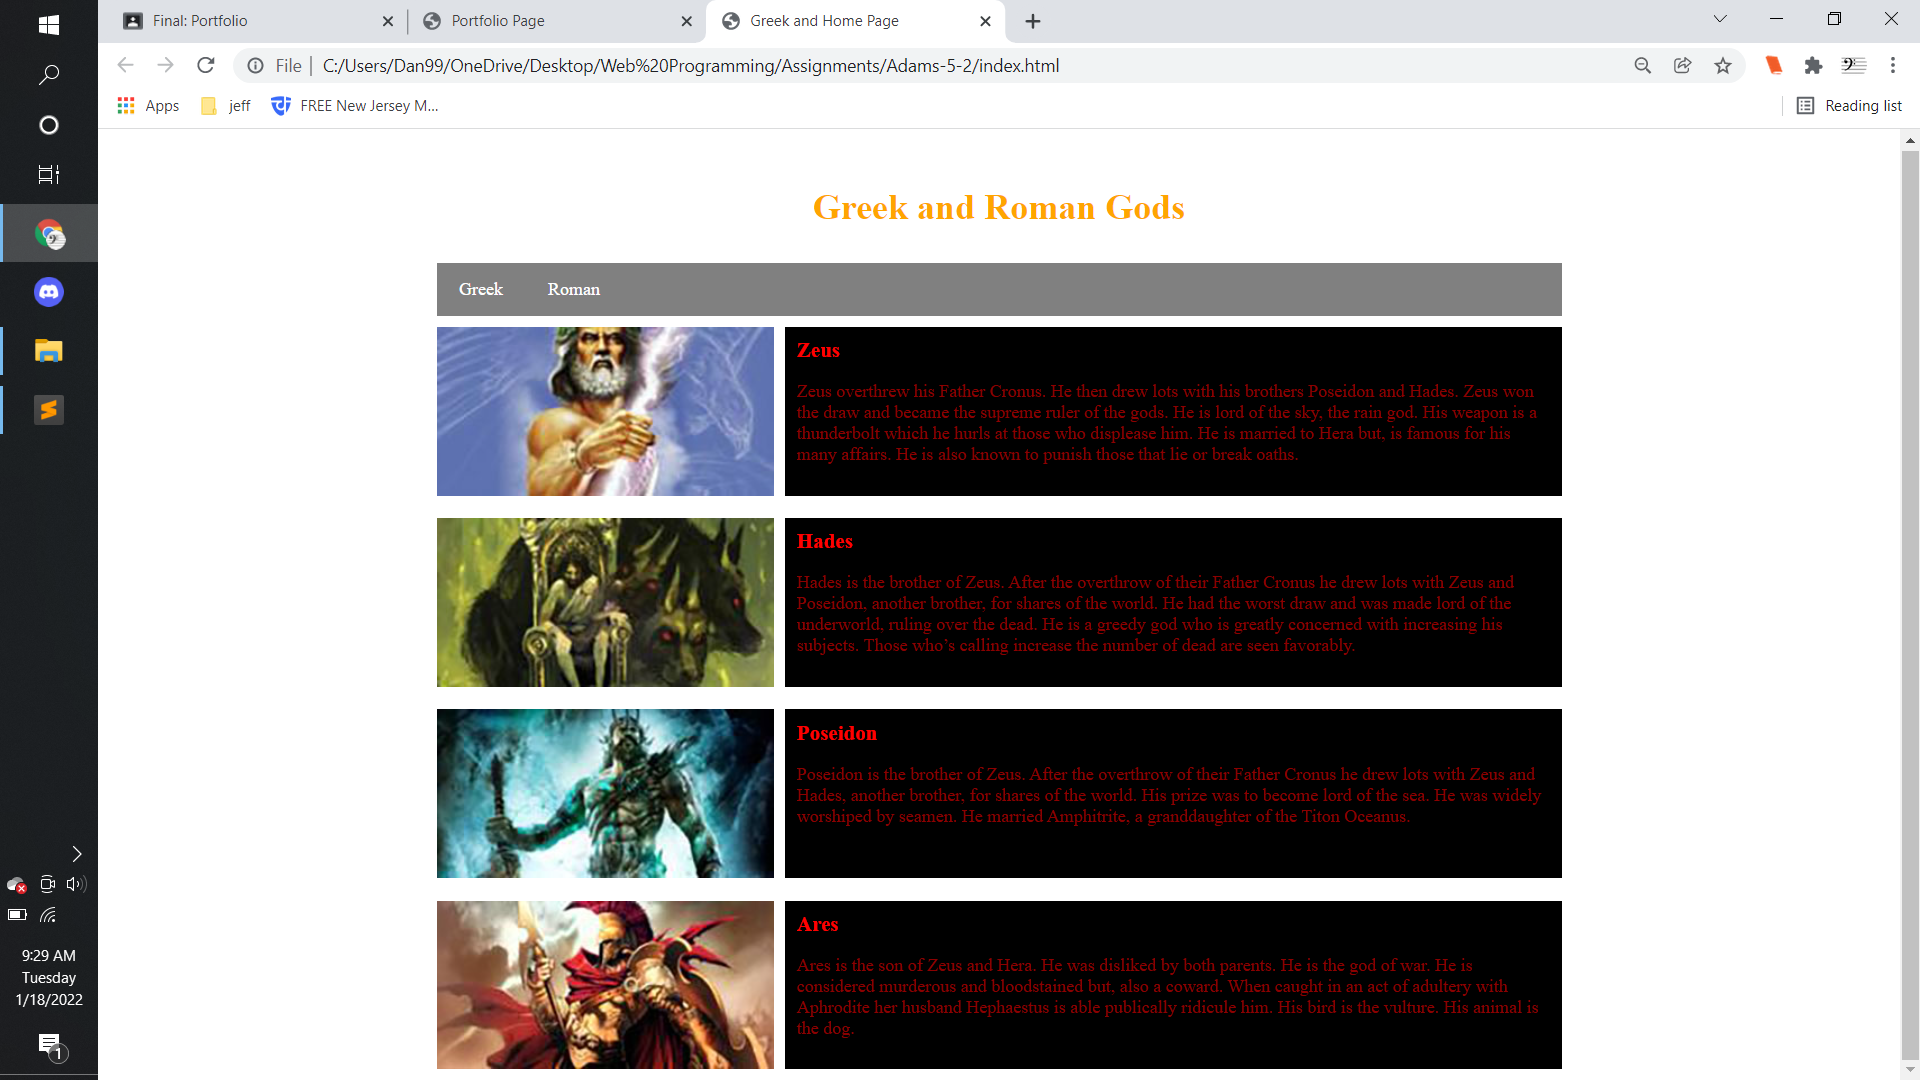 Final: Portfolio
Portfolio Page
Greek and Home Page
File | C:/Users/Dan99/OneDrive/Desktop/Web%20Programming/Assignments/Adams-5-2/index.html
Apps
jeff
FREE New Jersey M...
Reading list
Greek and Roman Gods
Greek Roman
Zeus
Zeus overthrew his Father Cronus. He then drew lots with his brothers Poseidon and Hades. Zeus won
the draw and became the supreme ruler of the gods. He is lord of the sky, the rain god. His weapon is a
thunderbolt which he hurls at those who displease him. He is married to Hera but, is famous for his
many affairs. He is also known to punish those that lie or break oaths.
Hades
Hades is the brother of Zeus. After the overthrow of their Father Cronus he drew lots with Zeus and
Poseidon, another brother, for shares of the world. He had the worst draw and was made lord of the
underworld, ruling over the dead. He is a greedy god who is greatly concerned with increasing his
subjects. Those who’s calling increase the number of dead are seen favorably.
Poseidon
Poseidon is the brother of Zeus. After the overthrow of their Father Cronus he drew lots with Zeus and
Hades, another brother, for shares of the world. His prize was to become lord of the sea. He was widely
worshiped by seamen. He married Amphitrite, a granddaughter of the Titon Oceanus.
Ares
Ares is the son of Zeus and Hera. He was disliked by both parents. He is the god of war. He is
considered murderous and bloodstained but, also a coward. When caught in an act of adultery with
Aphrodite her husband Hephaestus is able publically ridicule him. His bird is the vulture. His animal is
the dog.
9:29 AM
Tuesday
1/18/2022
1